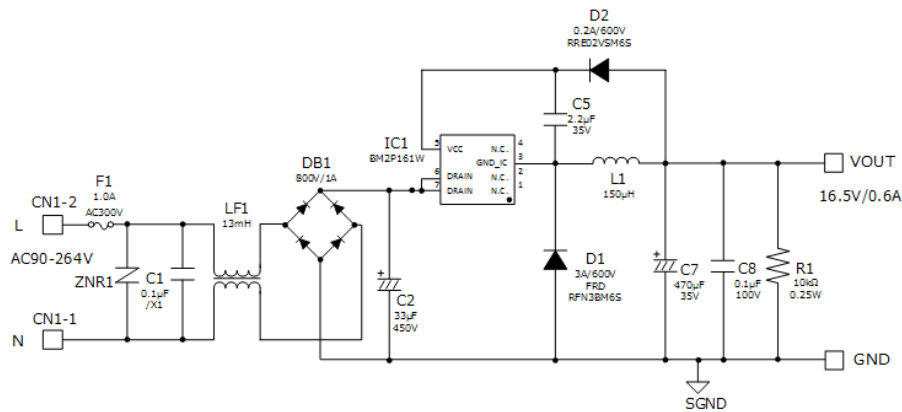 D2
0.2A/600V
RRE02VSM6S
C5
2.2µF
35V
IC1
BM2P161W
5
VCC
N.C.
4
GND_IC
3
6
DRAIN
N.C.
2
7
DRAIN
N.C.
1
DB1
800V/1A
F1
1.0A
AC300V
CN1-2
L
LF1
13mH
L1
150µH
VOUT
16.5V/0.6A
AC90-264V
ZNR1
C1
0.1µF
/X1
+
C2
33µF
450V
D1
3A/600V
FRD
RFN3BM6S
+
C7
470µF
35V
C8
0.1µF
100V
R1
10kΩ
0.25W
CN1-1
N
GND
SGND